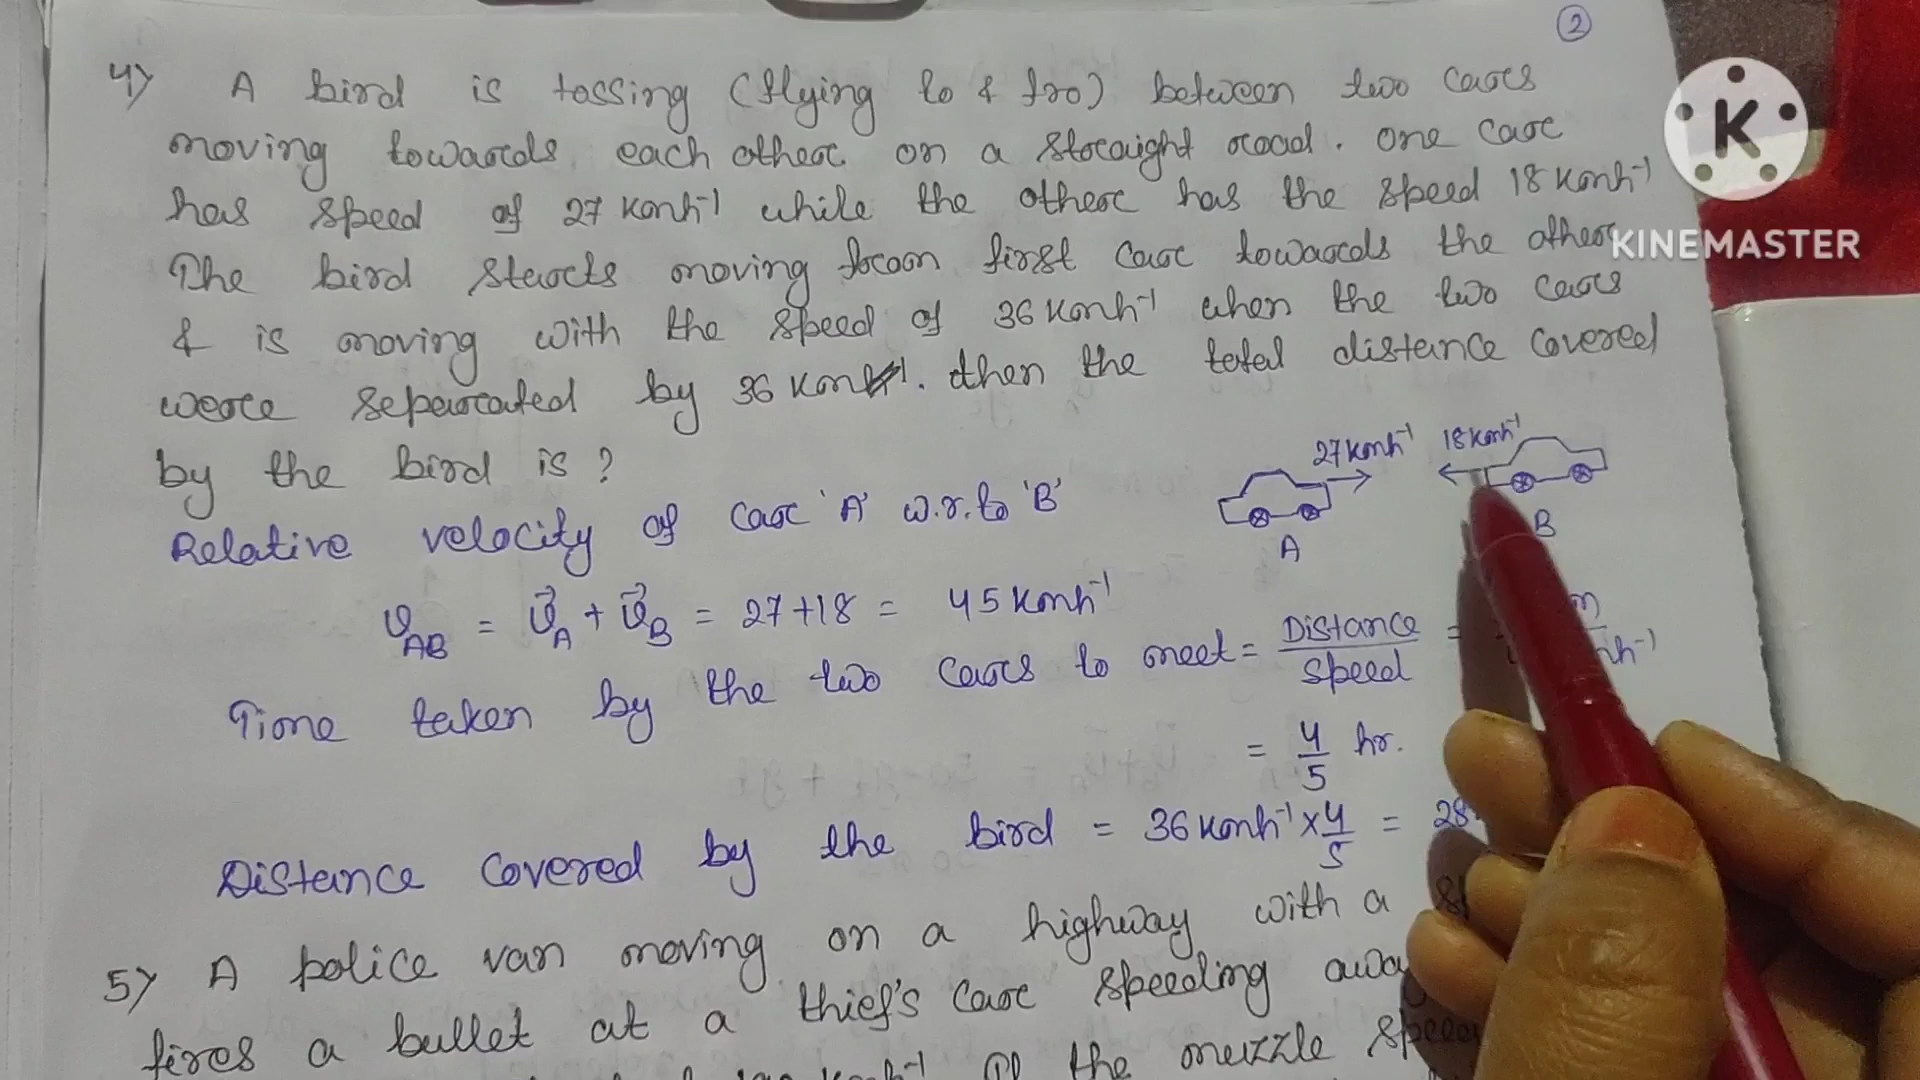 2
4) A bird is tossing (flying to & fro) between two cars
moving towards each other on a straight road. One car
has speed of 27 Kmh⁻¹ while the other has the speed 18 Kmh⁻¹
The bird starts moving from first car towards the other
& is moving with the speed of 36 Kmh⁻¹ when the two cars
were separated by 36 Km. then the total distance covered
by the bird is ?
27 Kmh⁻¹ 18 Kmh⁻¹
A B
Relative velocity of car 'A' w.r.to 'B'
V_AB = V⃗_A + V⃗_B = 27+18 = 45 Kmh⁻¹
Time taken by the two cars to meet = Distance/Speed =
= 4/5 hr.
Distance covered by the bird = 36 Kmh⁻¹ × 4/5 = 28
5) A police van moving on a highway with a
fires a bullet at a thief's car speeding away
the muzzle
K
KINEMASTER